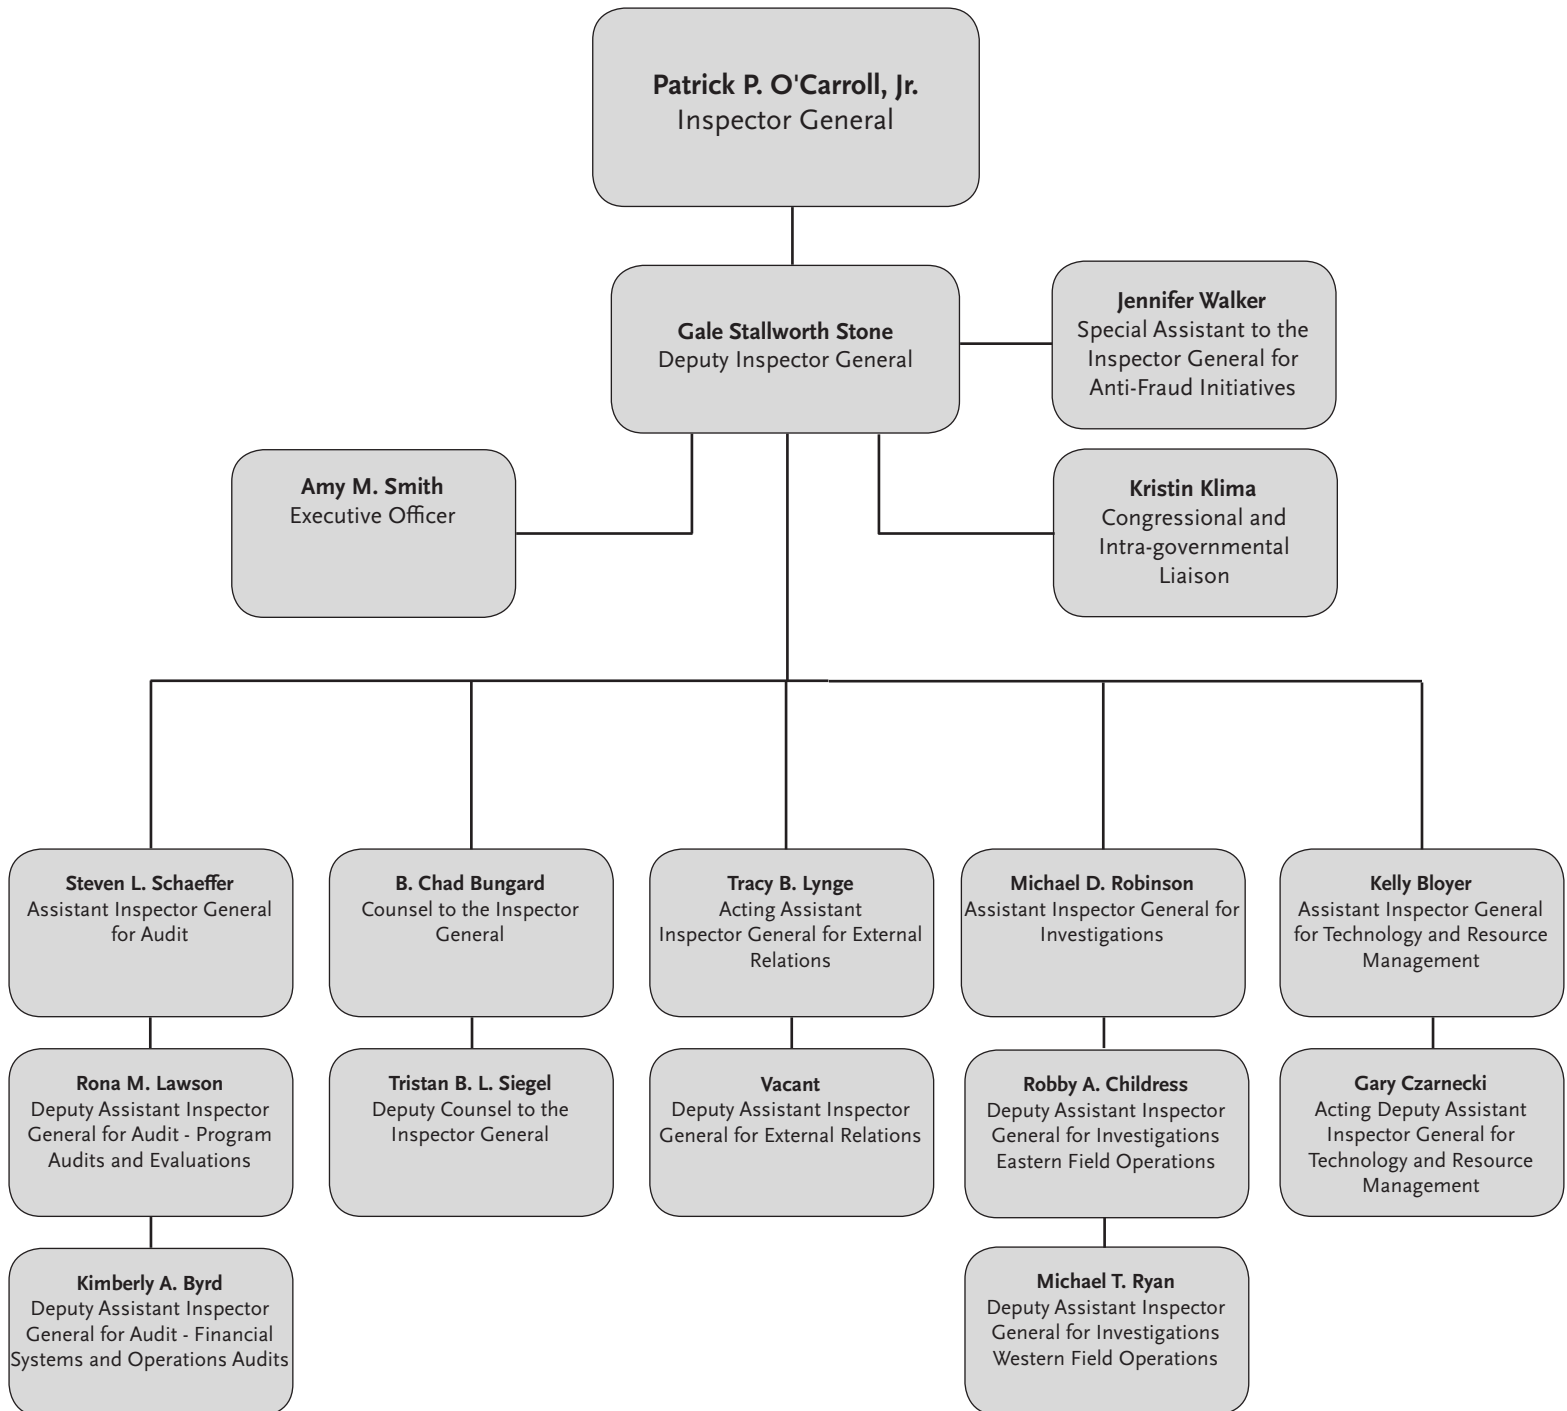 Patrick P. O'Carroll, Jr.
Inspector General
Gale Stallworth Stone
Deputy Inspector General
Jennifer Walker
Special Assistant to the
Inspector General for
Anti-Fraud Initiatives
Amy M. Smith
Executive Officer
Kristin Klima
Congressional and
Intra-governmental
Liaison
Steven L. Schaeffer
Assistant Inspector General
for Audit
B. Chad Bungard
Counsel to the Inspector
General
Tracy B. Lynge
Acting Assistant
Inspector General for External
Relations
Michael D. Robinson
Assistant Inspector General for
Investigations
Kelly Bloyer
Assistant Inspector General
for Technology and Resource
Management
Rona M. Lawson
Deputy Assistant Inspector
General for Audit - Program
Audits and Evaluations
Tristan B. L. Siegel
Deputy Counsel to the
Inspector General
Vacant
Deputy Assistant Inspector
General for External Relations
Robby A. Childress
Deputy Assistant Inspector
General for Investigations
Eastern Field Operations
Gary Czarnecki
Acting Deputy Assistant
Inspector General for
Technology and Resource
Management
Kimberly A. Byrd
Deputy Assistant Inspector
General for Audit - Financial
Systems and Operations Audits
Michael T. Ryan
Deputy Assistant Inspector
General for Investigations
Western Field Operations